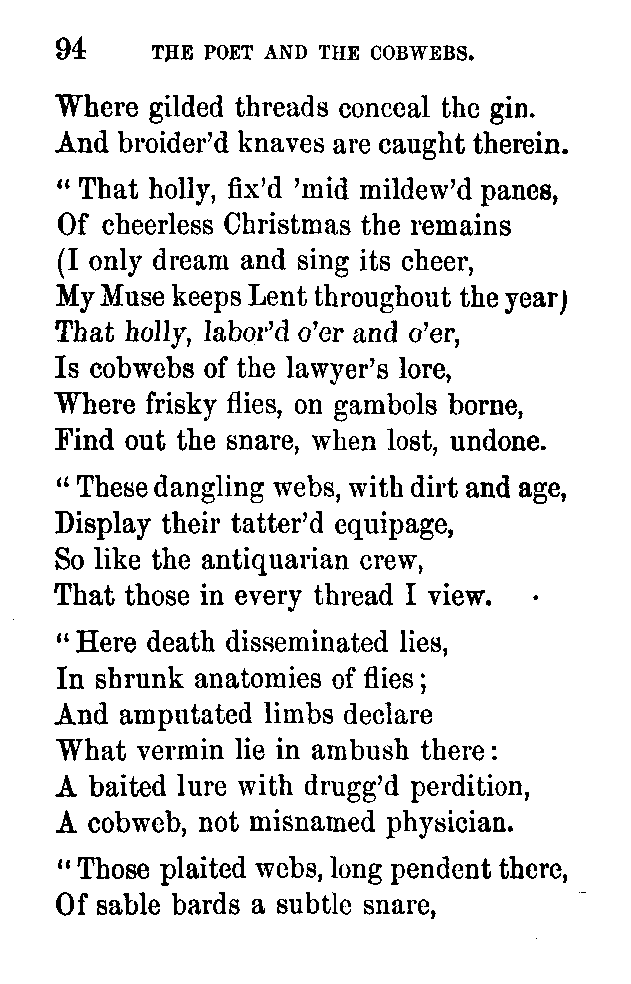 94 THE POET AND THE COBWEBS.
Where gilded threads conceal the gin.
And broider'd knaves are caught therein.
“ That holly, fix'd 'mid mildew'd panes,
Of cheerless Christmas the remains
(I only dream and sing its cheer,
My Muse keeps Lent throughout the year)
That holly, labor'd o'er and o'er,
Is cobwebs of the lawyer's lore,
Where frisky flies, on gambols borne,
Find out the snare, when lost, undone.
“ These dangling webs, with dirt and age,
Display their tatter'd equipage,
So like the antiquarian crew,
That those in every thread I view.
“ Here death disseminated lies,
In shrunk anatomies of flies ;
And amputated limbs declare
What vermin lie in ambush there :
A baited lure with drugg'd perdition,
A cobweb, not misnamed physician.
“ Those plaited webs, long pendent there,
Of sable bards a subtle snare,